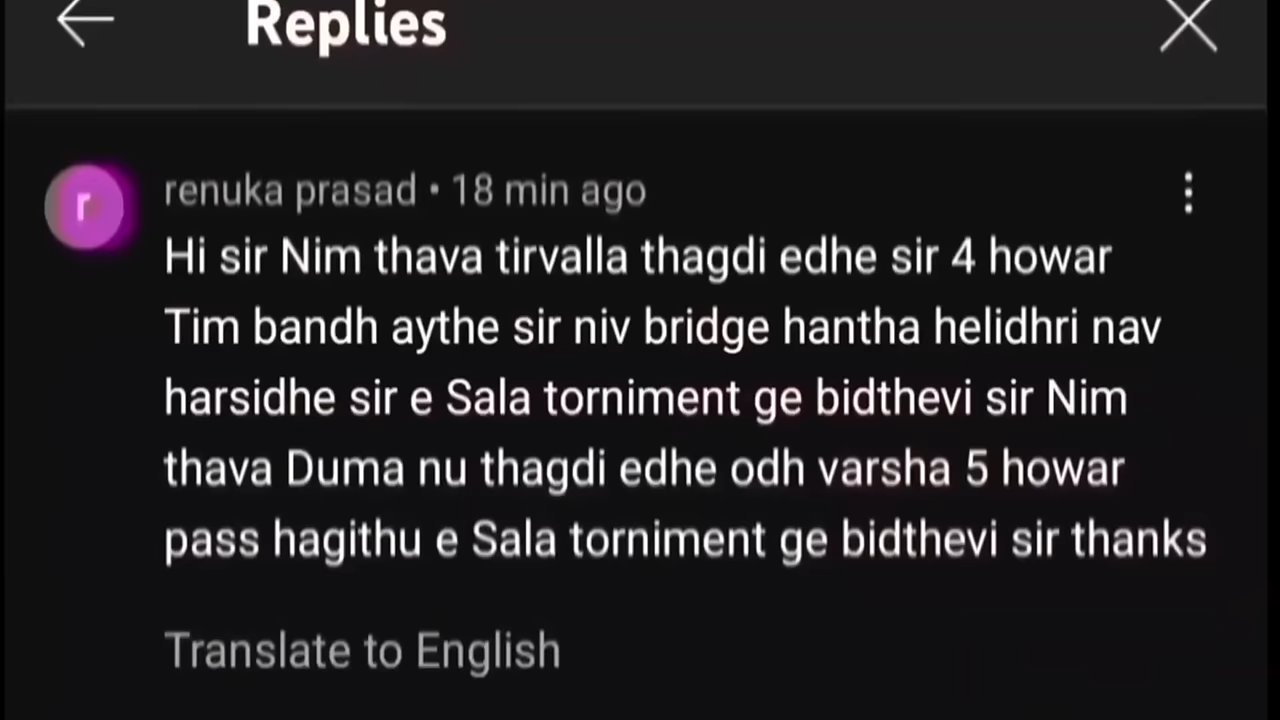 Replies
r
renuka prasad • 18 min ago
Hi sir Nim thava tirvalla thagdi edhe sir 4 howar
Tim bandh aythe sir niv bridge hantha helidhri nav
harsidhe sir e Sala torniment ge bidthevi sir Nim
thava Duma nu thagdi edhe odh varsha 5 howar
pass hagithu e Sala torniment ge bidthevi sir thanks
Translate to English